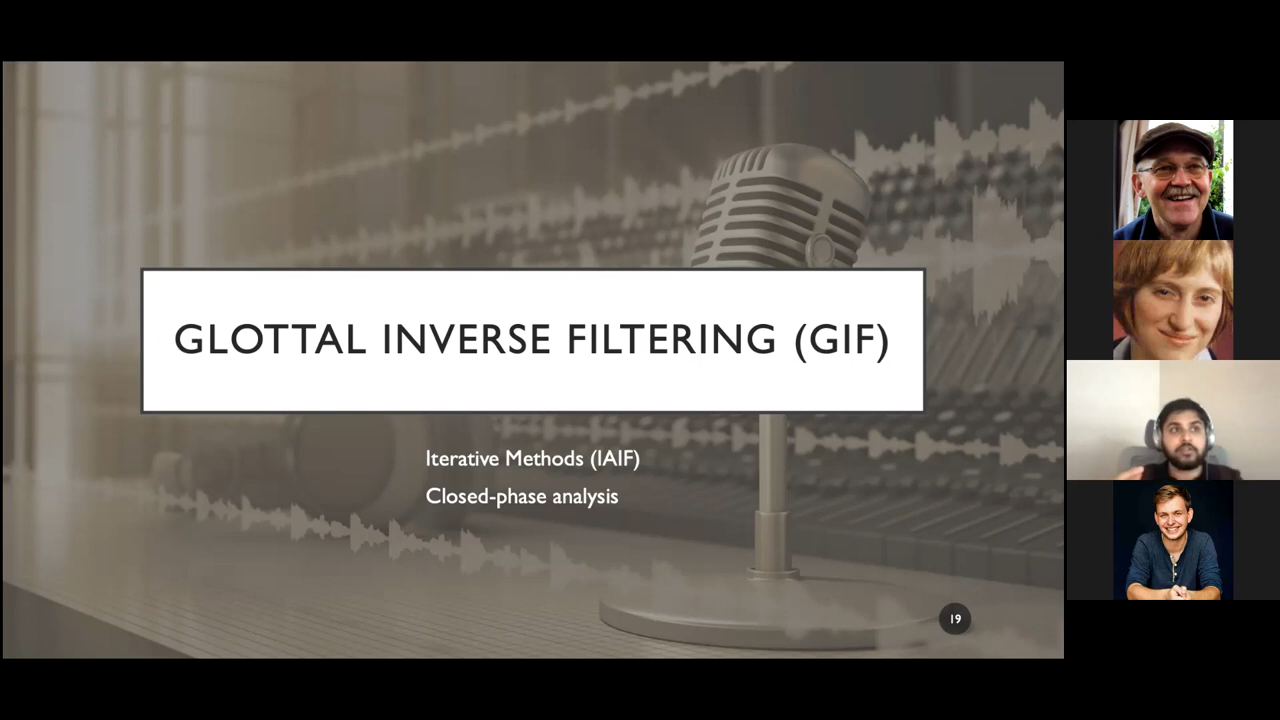 GLOTTAL INVERSE FILTERING (GIF)
Iterative Methods (IAIF)
Closed-phase analysis
19